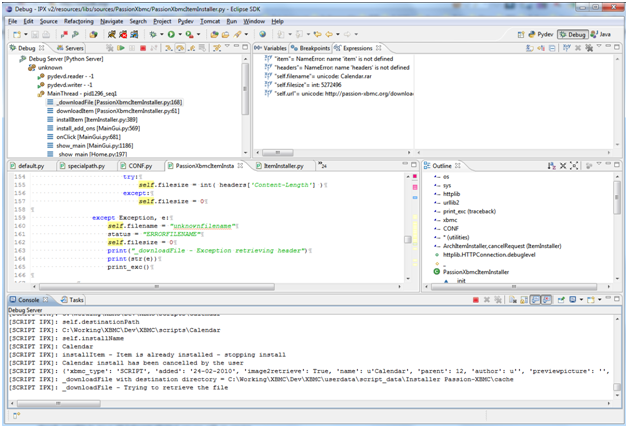 Debug - IPX v2/resources/libs/sources/PassionXbmc/PassionXbmcItemInstaller.py - Eclipse SDK
File Edit Source Refactoring Navigate Search Project Pydev Tomcat Run Window Help
Pydev Debug Java
Debug Servers
Debug Server [Python Server]
unknown
pydevd.reader - -1
pydevd.writer - -1
MainThread - pid1296_seq1
_downloadFile [PassionXbmcItemInstaller.py:168]
downloadItem [PassionXbmcItemInstaller.py:61]
installItem [ItemInstaller.py:389]
install_add_ons [MainGui.py:569]
onClick [MainGui.py:681]
show_main [MainGui.py:1186]
show_main [Home.py:197]
Variables Breakpoints Expressions
"item"= NameError: name 'item' is not defined
"headers"= NameError: name 'headers' is not defined
"self.filename"= unicode: Calendar.rar
"self.filesize"= int: 5272496
"self.url"= unicode: http://passion-xbmc.org/download
default.py specialpath.py CONF.py PassionXbmcItemInsta ItemInstaller.py
154 try:¶
155 self.filesize = int( headers['Content-Length'] )¶
156 except:¶
157 self.filesize = 0¶
158 ¶
159 except Exception, e:¶
160 self.filename = "unknownfilename"¶
161 status = "ERRORFILENAME"¶
162 self.filesize = 0¶
163 print("_downloadFile - Exception retrieving header")¶
164 print(str(e))¶
165 print_exc()¶
166 ¶
Outline
os
sys
httplib
urllib2
print_exc (traceback)
xbmc
CONF
* (utilities)
ArchItemInstaller,cancelRequest (ItemInstaller)
httplib.HTTPConnection.debuglevel
_
PassionXbmcItemInstaller
init
Console Tasks
Debug Server
[SCRIPT IPX]: self.destinationPath
[SCRIPT IPX]: C:\Working\XBMC\Dev\XBMC\scripts\Calendar
[SCRIPT IPX]: self.installName
[SCRIPT IPX]: Calendar
[SCRIPT IPX]: installItem - Item is already installed - stopping install
[SCRIPT IPX]: Calendar install has been cancelled by the user
[SCRIPT IPX]: {'xbmc_type': 'SCRIPT', 'added': '24-02-2010', 'image2retrieve': True, 'name': u'Calendar', 'parent': 12, 'author': u'', 'previewpicture': '',
[SCRIPT IPX]: _downloadFile with destination directory = C:\Working\XBMC\Dev\XBMC\userdata\script_data\Installer Passion-XBMC\cache
[SCRIPT IPX]: _downloadFile - Trying to retrieve the file